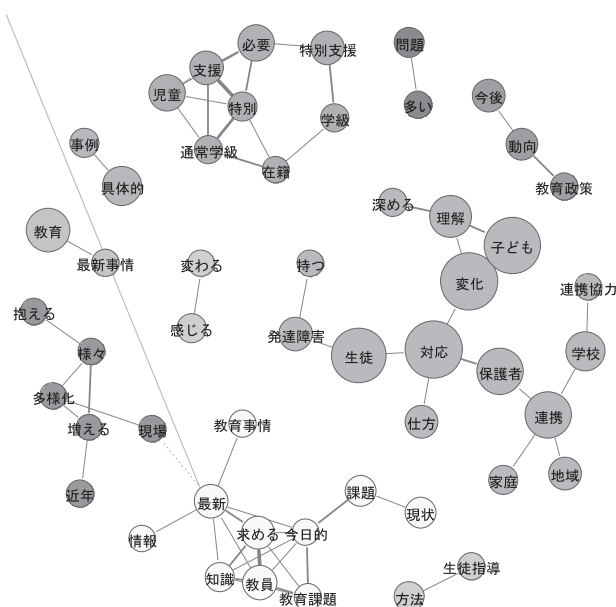 必要
問題
特別支援
支援
児童
特別
今後
多い
学級
事例
動向
通常学級
在籍
具体的
教育政策
深める
理解
教育
子ども
最新事情
変わる
持つ
変化
連携協力
抱える
感じる
発達障害
様々
生徒
対応
学校
保護者
多様化
連携
増える
現場
教育事情
仕方
家庭
地域
近年
課題
最新
現状
求める
今日的
情報
生徒指導
知識
教員
教育課題
方法